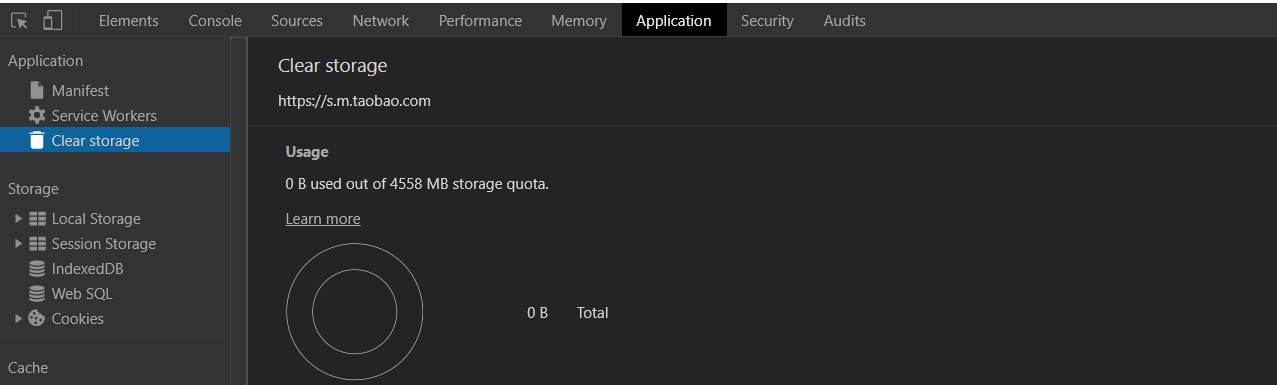 Elements Console Sources Network Performance Memory Application Security Audits
Application
Manifest
Service Workers
Clear storage
Storage
Local Storage
Session Storage
IndexedDB
Web SQL
Cookies
Cache
Clear storage
https://s.m.taobao.com
Usage
0 B used out of 4558 MB storage quota.
Learn more
0 B Total